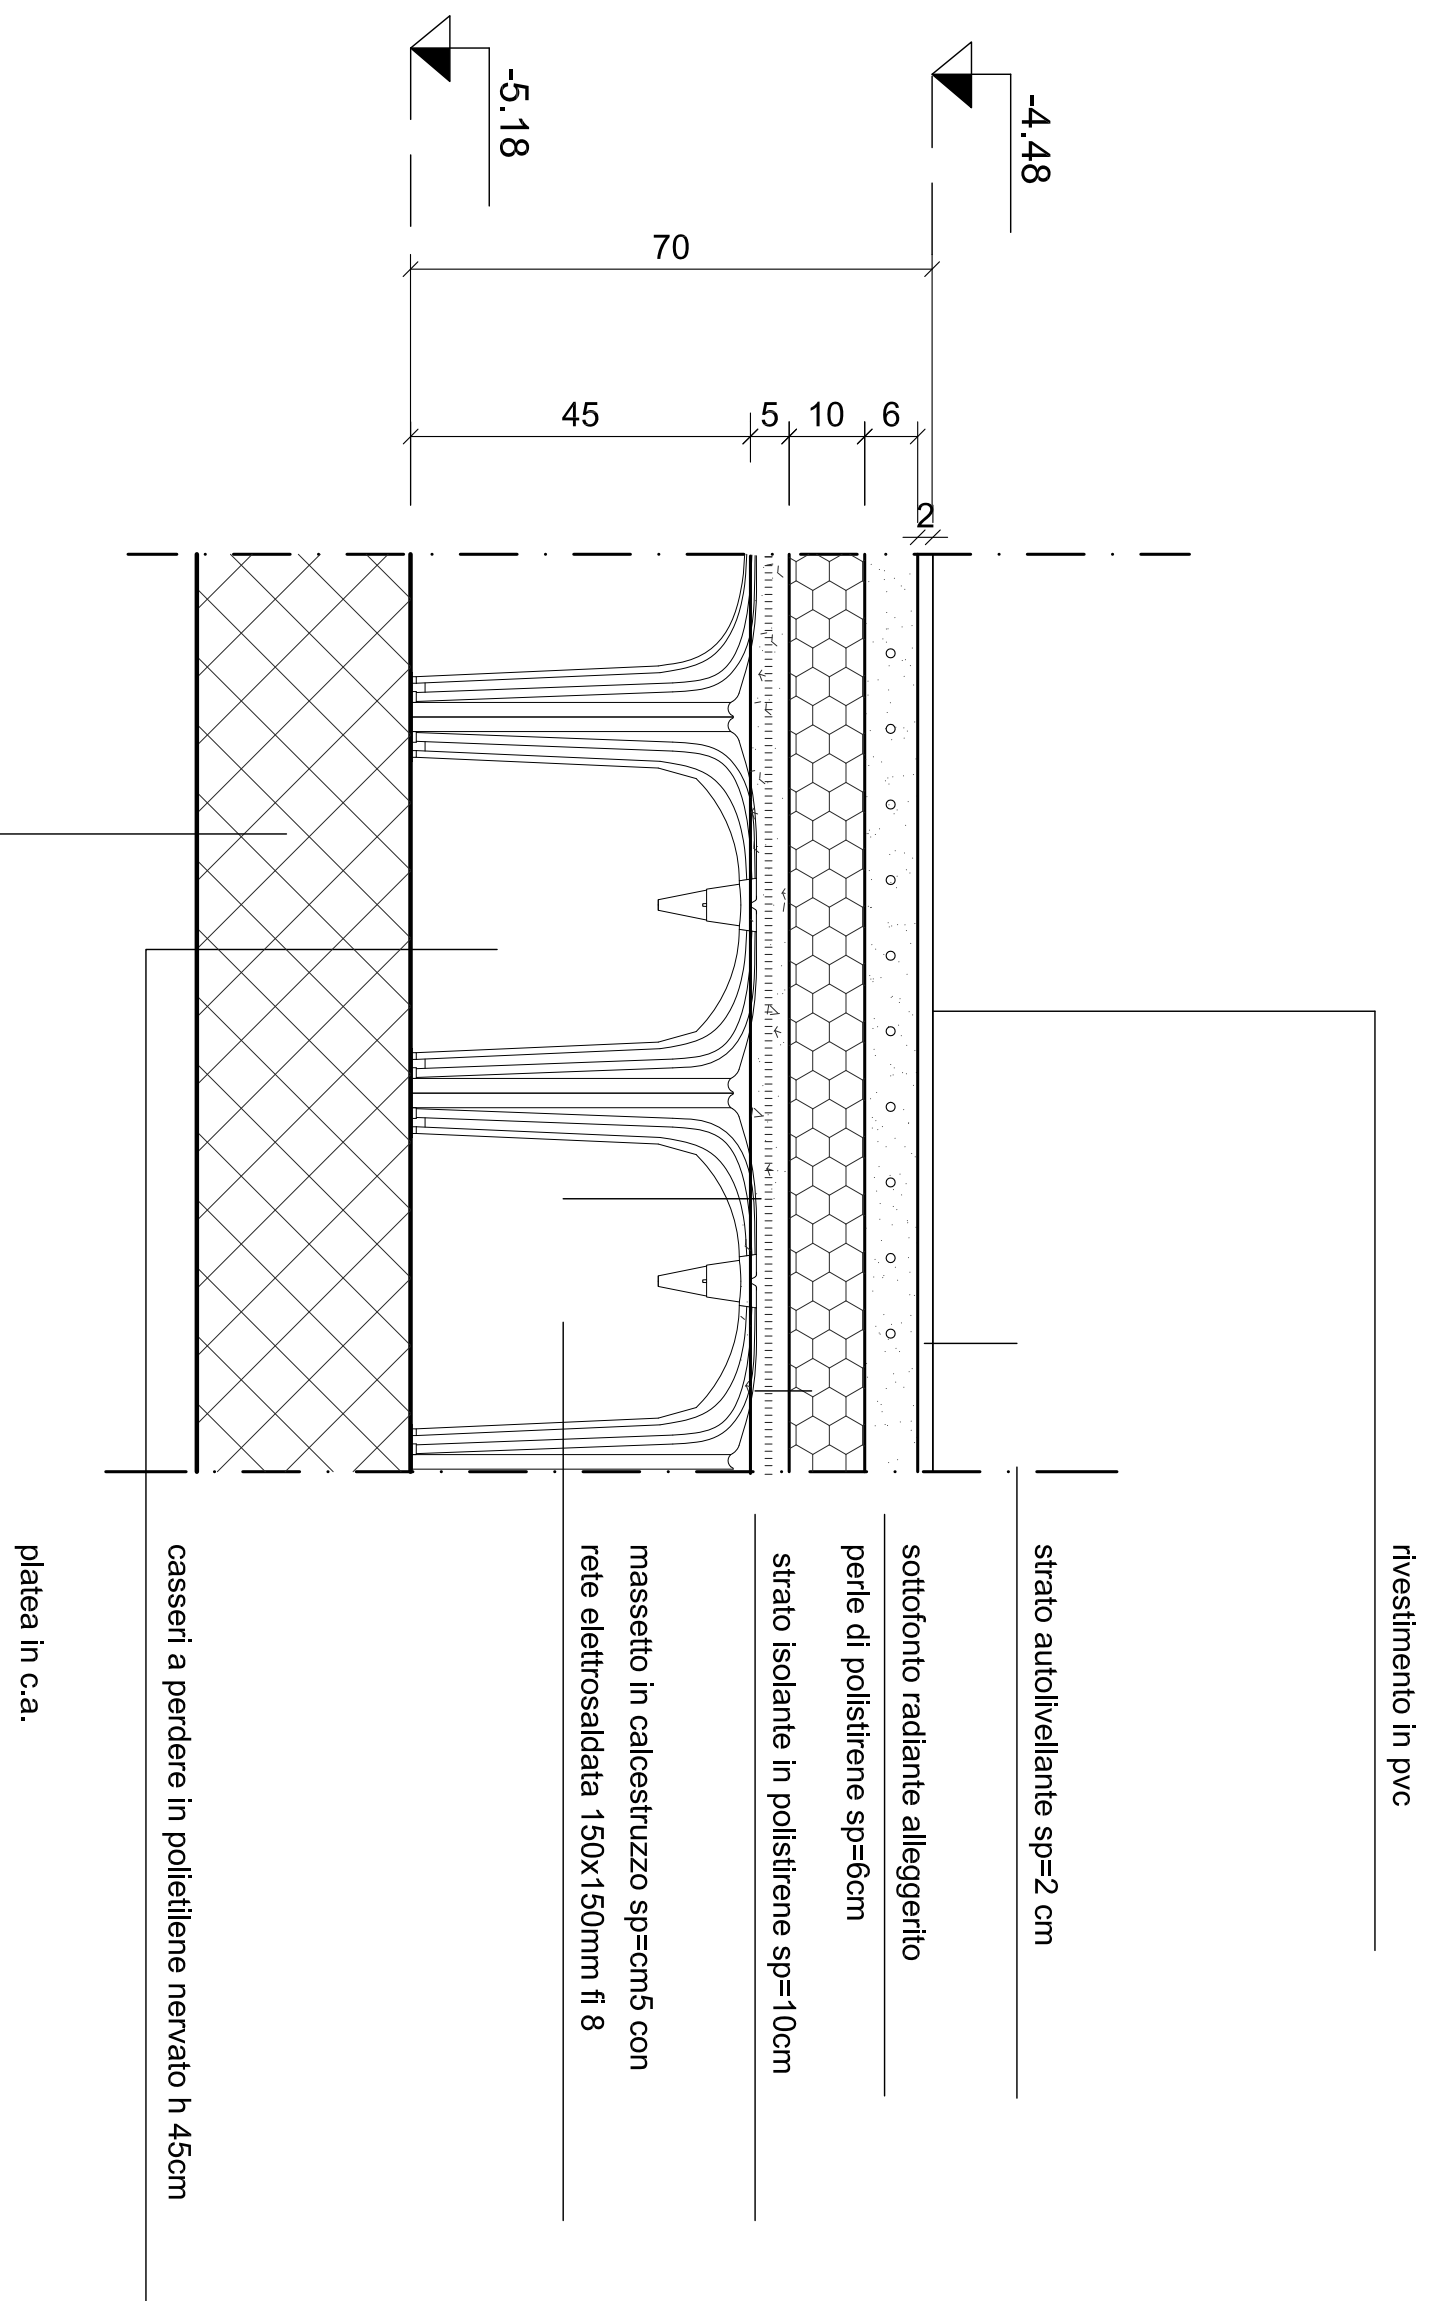 -4.48
-5.18
70
45
5
10
6
2
rivestimento in pvc
strato autolivellante sp=2 cm
sottofonto radiante alleggerito
perle di polistirene sp=6cm
strato isolante in polistirene sp=10cm
massetto in calcestruzzo sp=cm5 con
rete elettrosaldata 150x150mm fi 8
casseri a perdere in polietilene nervato h 45cm
platea in c.a.